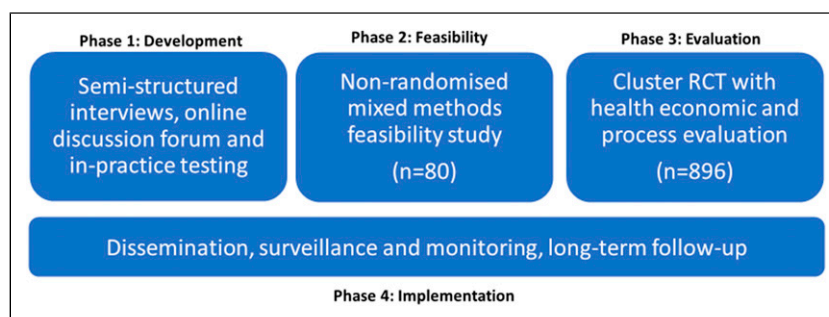 Phase 1: Development
Semi-structured
interviews, online
discussion forum and
in-practice testing
Phase 2: Feasibility
Non-randomised
mixed methods
feasibility study
(n=80)
Phase 3: Evaluation
Cluster RCT with
health economic and
process evaluation
(n=896)
Dissemination, surveillance and monitoring, long-term follow-up
Phase 4: Implementation